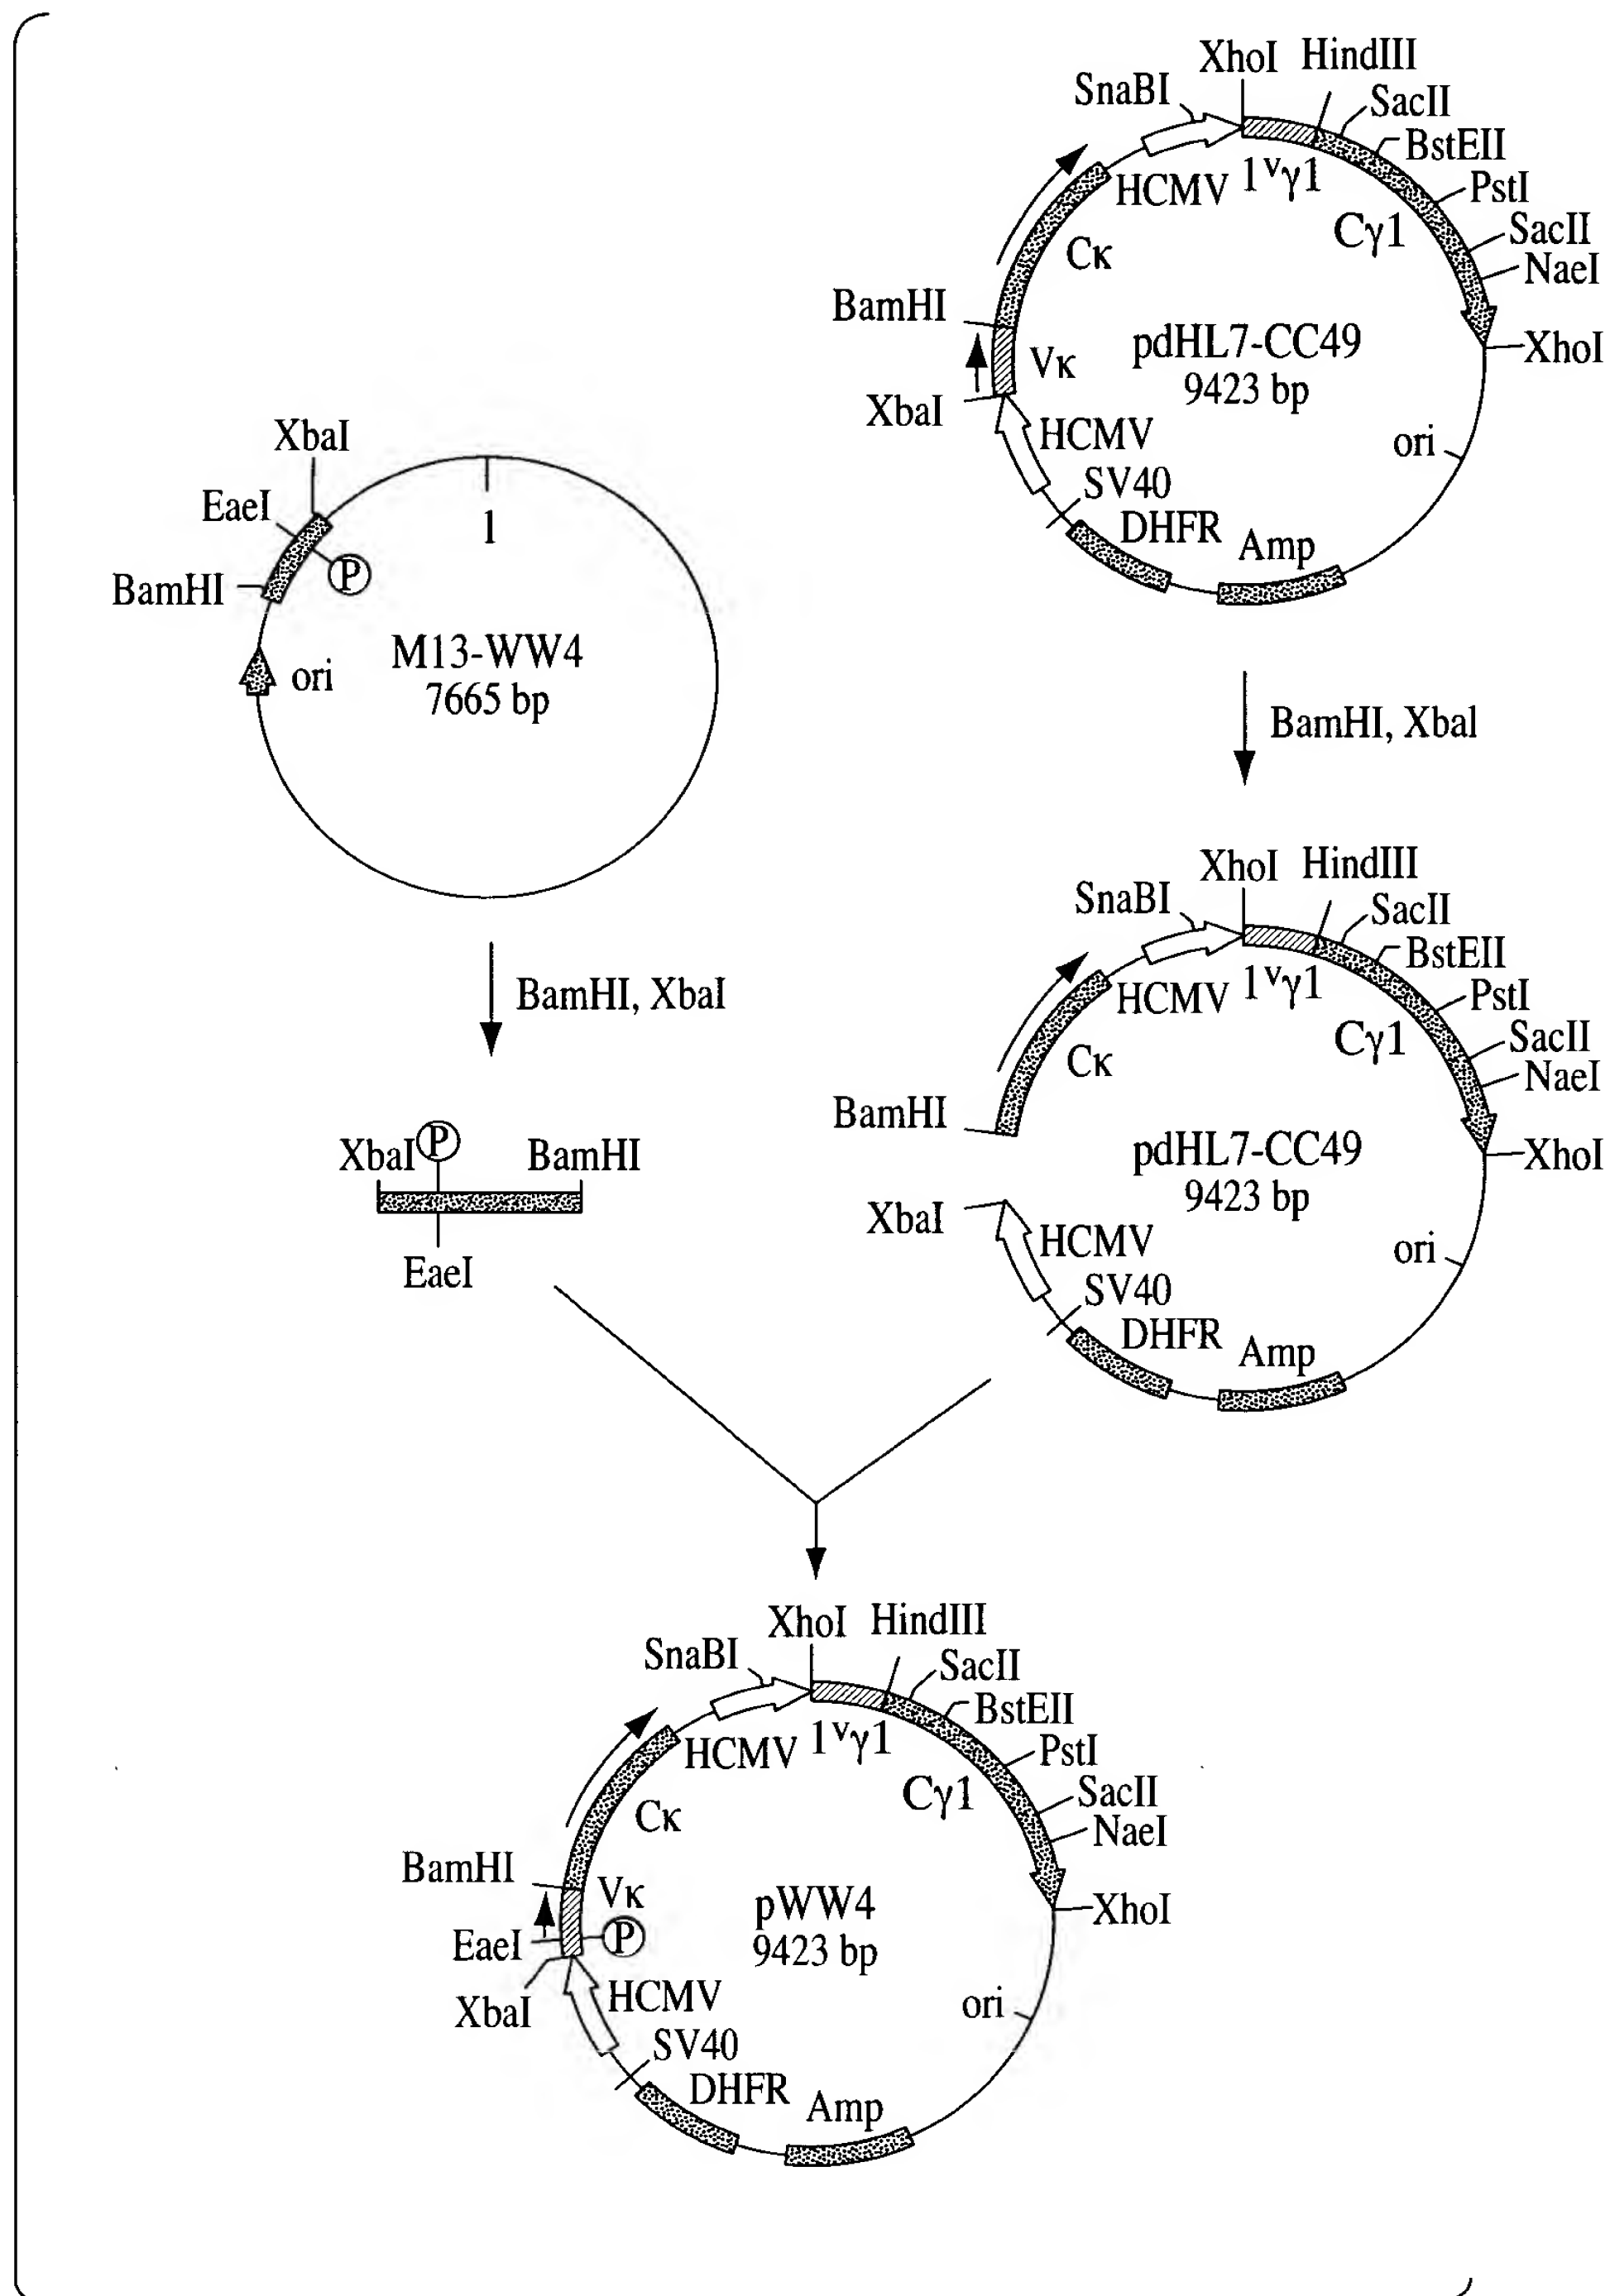 XhoI HindIII
SnaBI
SacII
BstEII
HCMV 1ᵛγ1
PstI
Cγ1
SacII
Cκ
NaeI
BamHI
pdHL7-CC49
XhoI
Vκ
9423 bp
XbaI
HCMV
ori
SV40
DHFR
Amp
XbaI
EaeI
1
P
BamHI
M13-WW4
ori
7665 bp
BamHI, XbaI
BamHI, XbaI
XhoI HindIII
SnaBI
SacII
BstEII
HCMV 1ᵛγ1
PstI
Cγ1
SacII
Cκ
NaeI
BamHI
pdHL7-CC49
XhoI
9423 bp
XbaI
HCMV
ori
SV40
DHFR
Amp
XbaI P BamHI
EaeI
XhoI HindIII
SnaBI
SacII
BstEII
HCMV 1ᵛγ1
PstI
Cγ1
SacII
Cκ
NaeI
BamHI
Vκ
pWW4
XhoI
EaeI
P
9423 bp
XbaI
HCMV
ori
SV40
DHFR
Amp